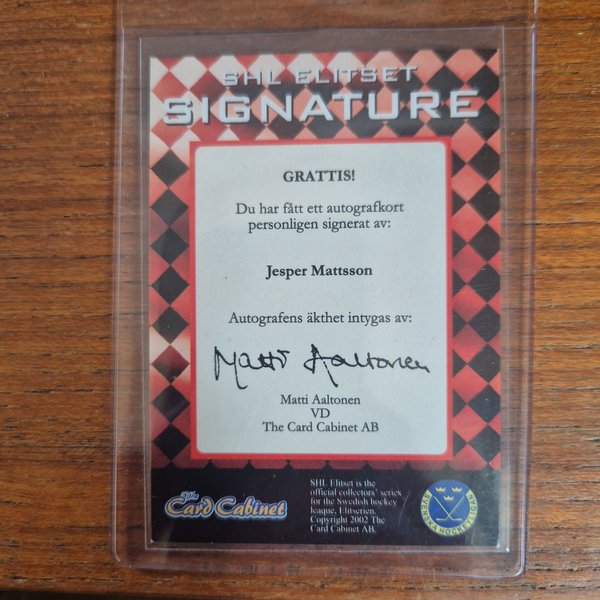 SHL ELITSET
SIGNATURE
GRATTIS!
Du har fått ett autografkort
personligen signerat av:
Jesper Mattsson
Autografens äkthet intygas av:
Matti Aaltonen
Matti Aaltonen
VD
The Card Cabinet AB
The
Card Cabinet
SHL Elitset is the
official collectors' series
for the Swedish hockey
league, Elitserien.
Copyright 2002 The
Card Cabinet AB.
SVENSKA HOCKEYLIGAN